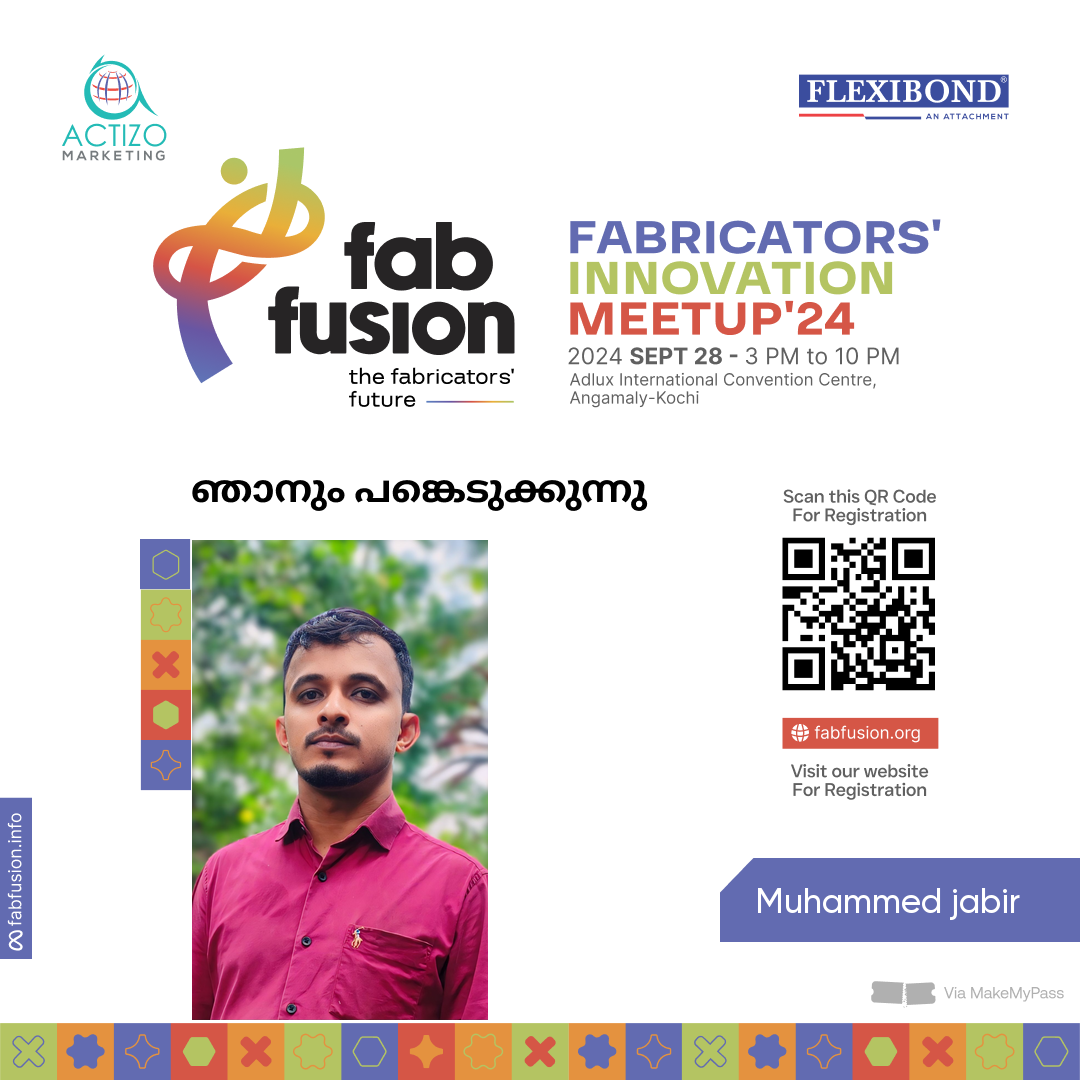 ACTIZO
MARKETING
FLEXIBOND®
AN ATTACHMENT
fab
fusion
the fabricators'
future
FABRICATORS'
INNOVATION
MEETUP'24
2024 SEPT 28 - 3 PM to 10 PM
Adlux International Convention Centre,
Angamaly-Kochi
ഞാനും പങ്കെടുക്കുന്നു
Scan this QR Code
For Registration
fabfusion.org
Visit our website
For Registration
fabfusion.info
Muhammed jabir
Via MakeMyPass